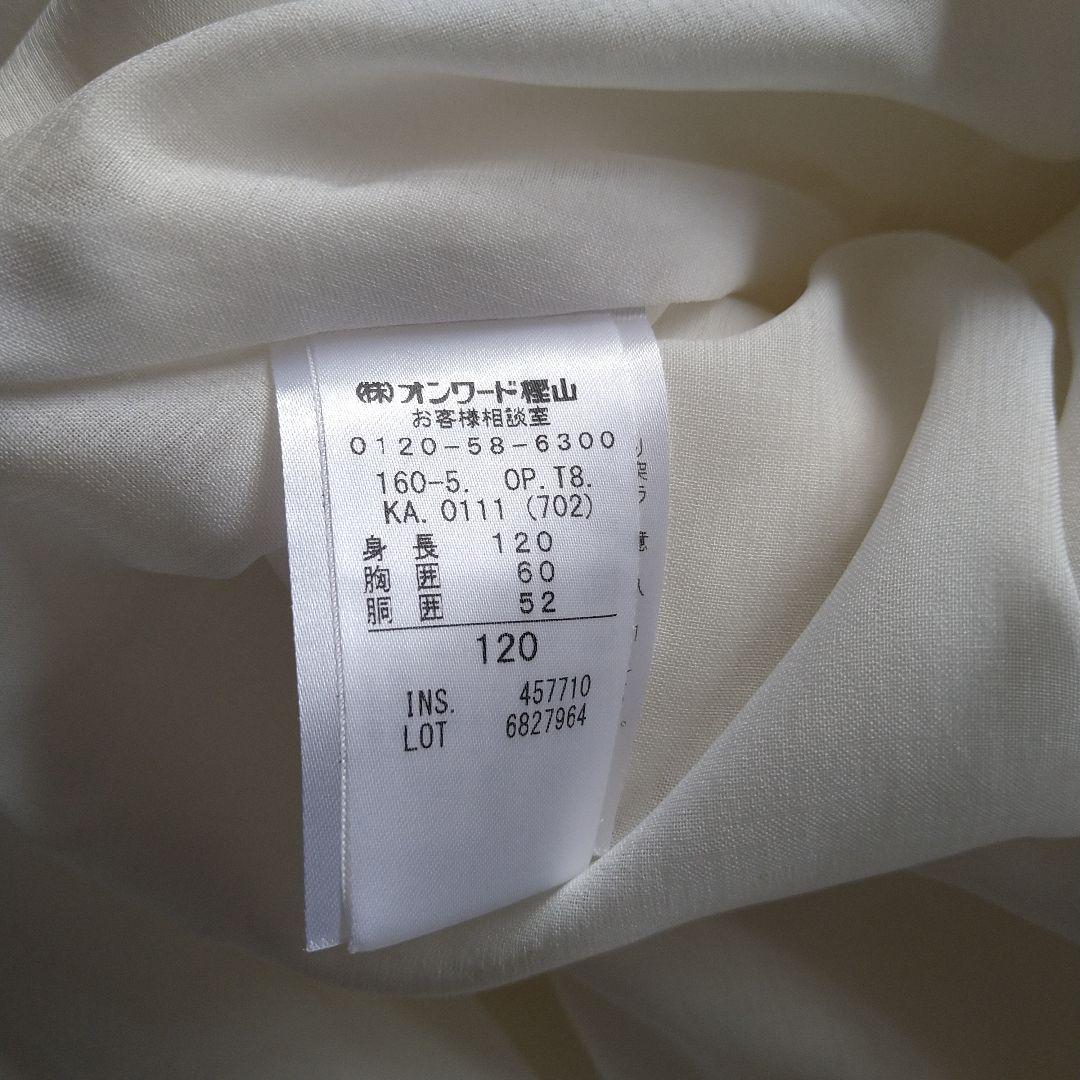 (株)オンワード樫山
お客様相談室
0120-58-6300
160-5. OP.T8.
KA.0111 (702)
身長 120
胸囲 60
胴囲 52
120
INS. 457710
LOT 6827964